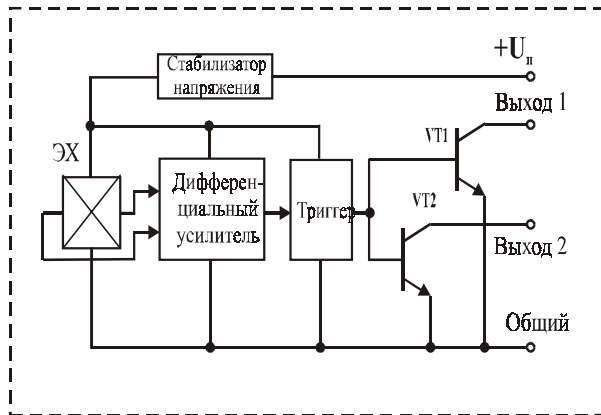 +Uп
Стабилизатор
напряжения
Выход 1
ЭХ
VT1
Дифферен-
циальный
усилитель
Триггер
VT2
Выход 2
Общий